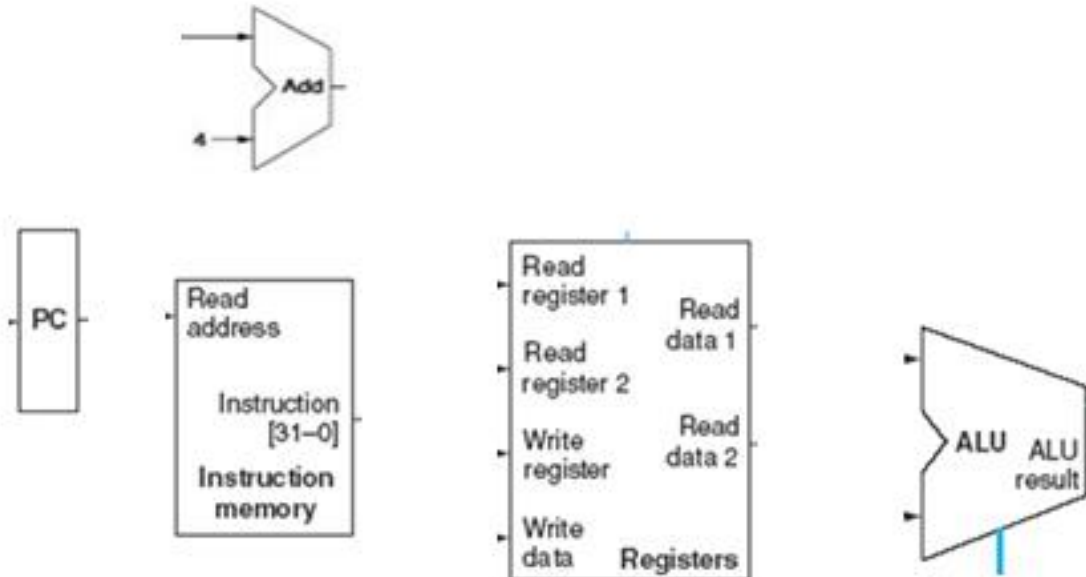 Add
4
PC
Read
address
Instruction
[31–0]
Instruction
memory
Read
register 1
Read
register 2
Write
register
Write
data
Read
data 1
Read
data 2
Registers
ALU
ALU
result